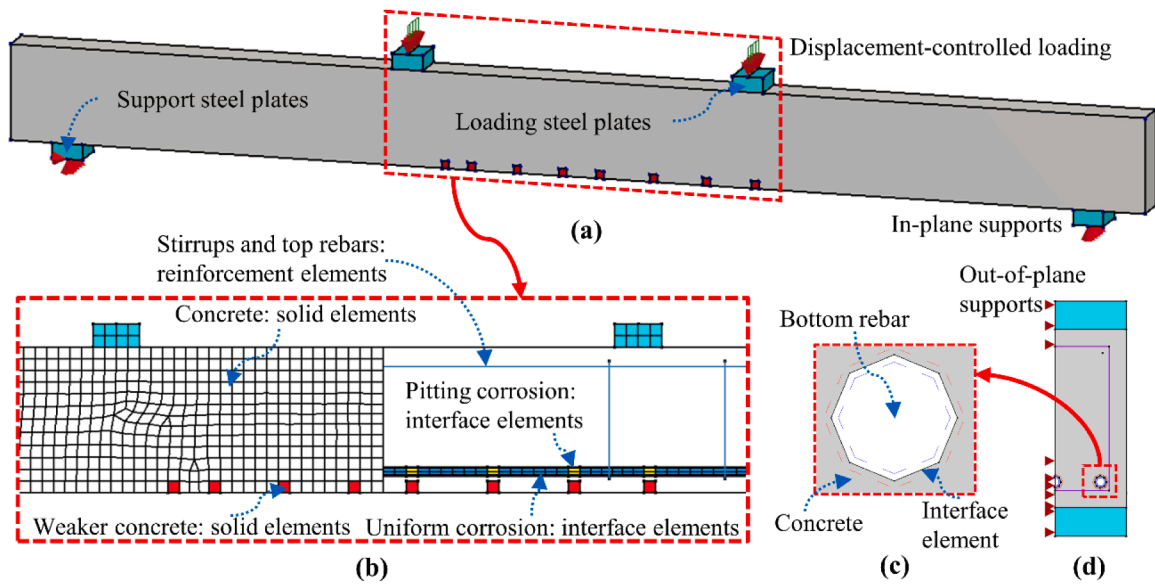 Displacement-controlled loading
Support steel plates
Loading steel plates
In-plane supports
(a)
Stirrups and top rebars:
reinforcement elements
Concrete: solid elements
Pitting corrosion:
interface elements
Weaker concrete: solid elements
Uniform corrosion: interface elements
(b)
Out-of-plane
supports
Bottom rebar
Concrete
Interface
element
(c)
(d)